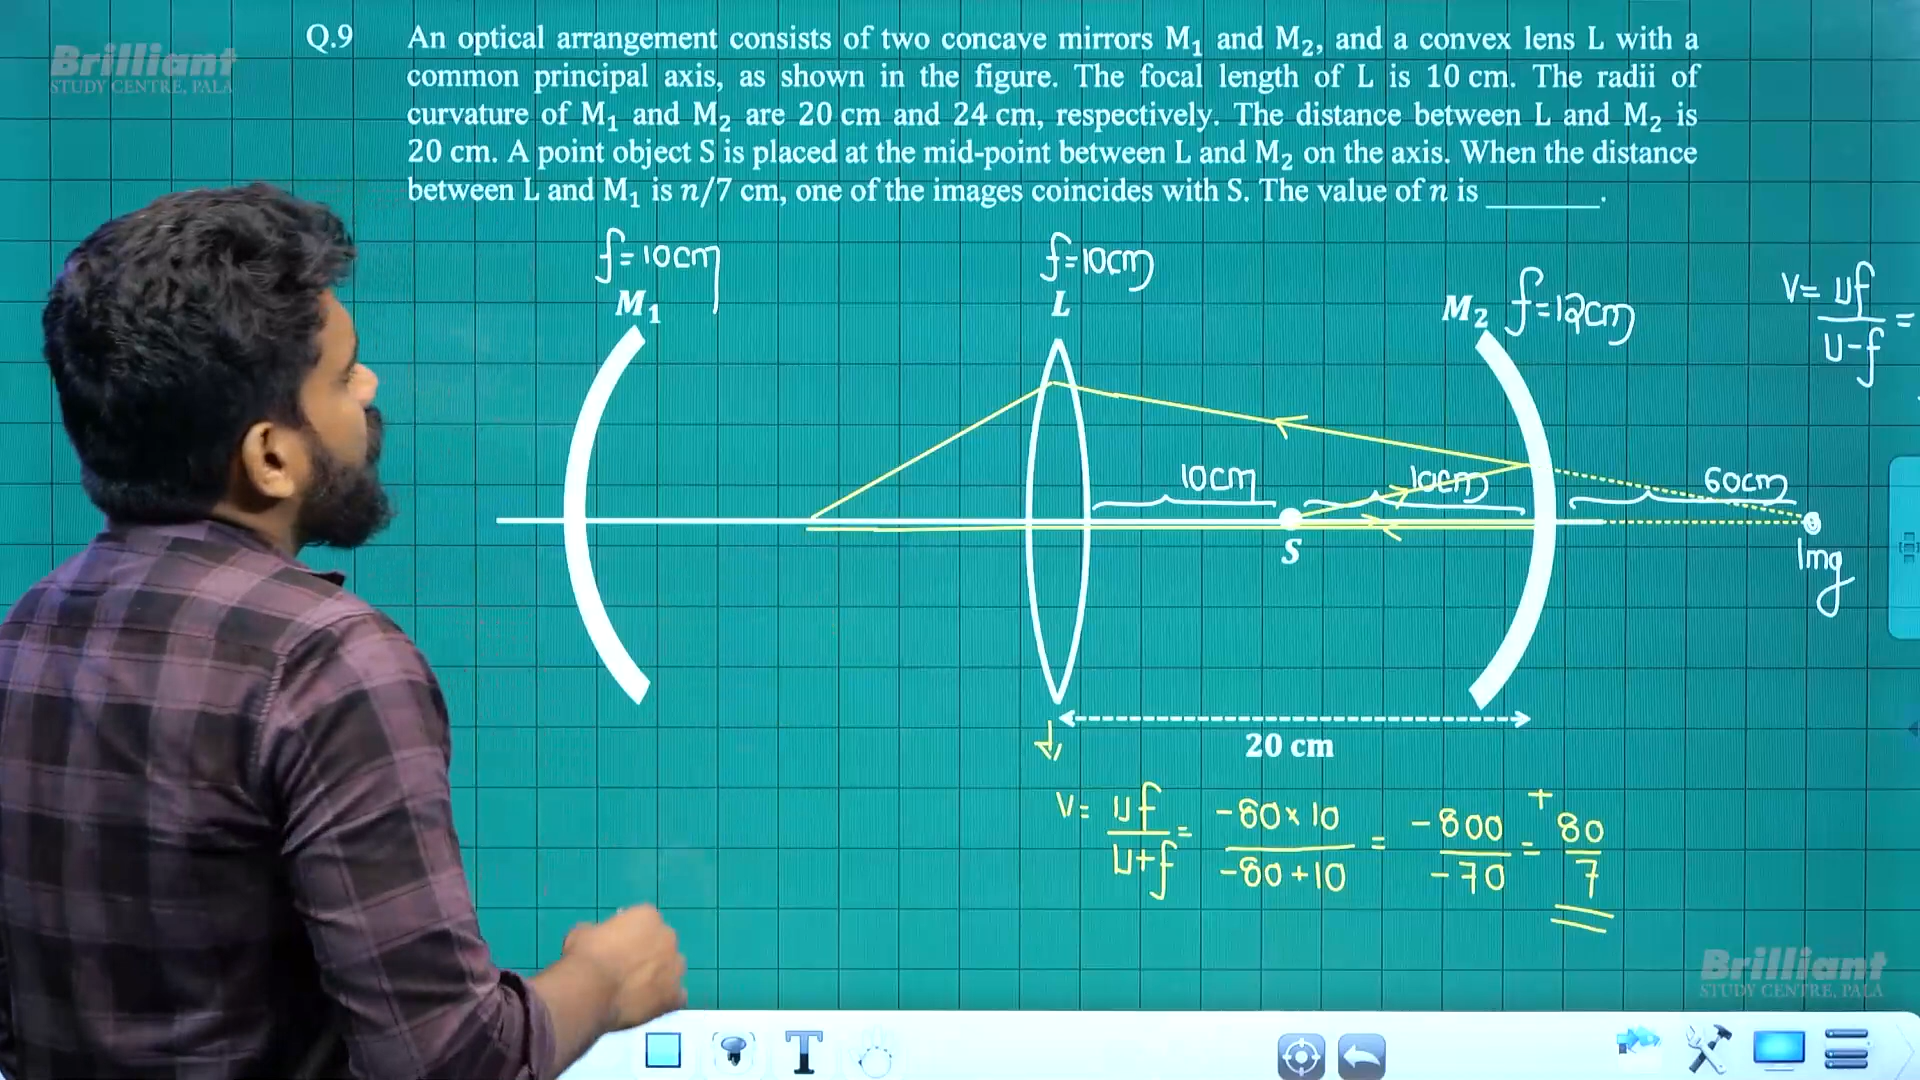 Brilliant
STUDY CENTRE, PALA
Q.9 An optical arrangement consists of two concave mirrors M₁ and M₂, and a convex lens L with a
common principal axis, as shown in the figure. The focal length of L is 10 cm. The radii of
curvature of M₁ and M₂ are 20 cm and 24 cm, respectively. The distance between L and M₂ is
20 cm. A point object S is placed at the mid-point between L and M₂ on the axis. When the distance
between L and M₁ is n/7 cm, one of the images coincides with S. The value of n is ________.
f=10cm
M₁
f=10cm
L
M₂ f=12cm
V= uf/(u-f) =
10cm
10cm
60cm
S
Img
20 cm
V= uf/(u+f) = (-80×10)/(-80+10) = -800/-70 = +80/7
Brilliant
STUDY CENTRE, PALA
T